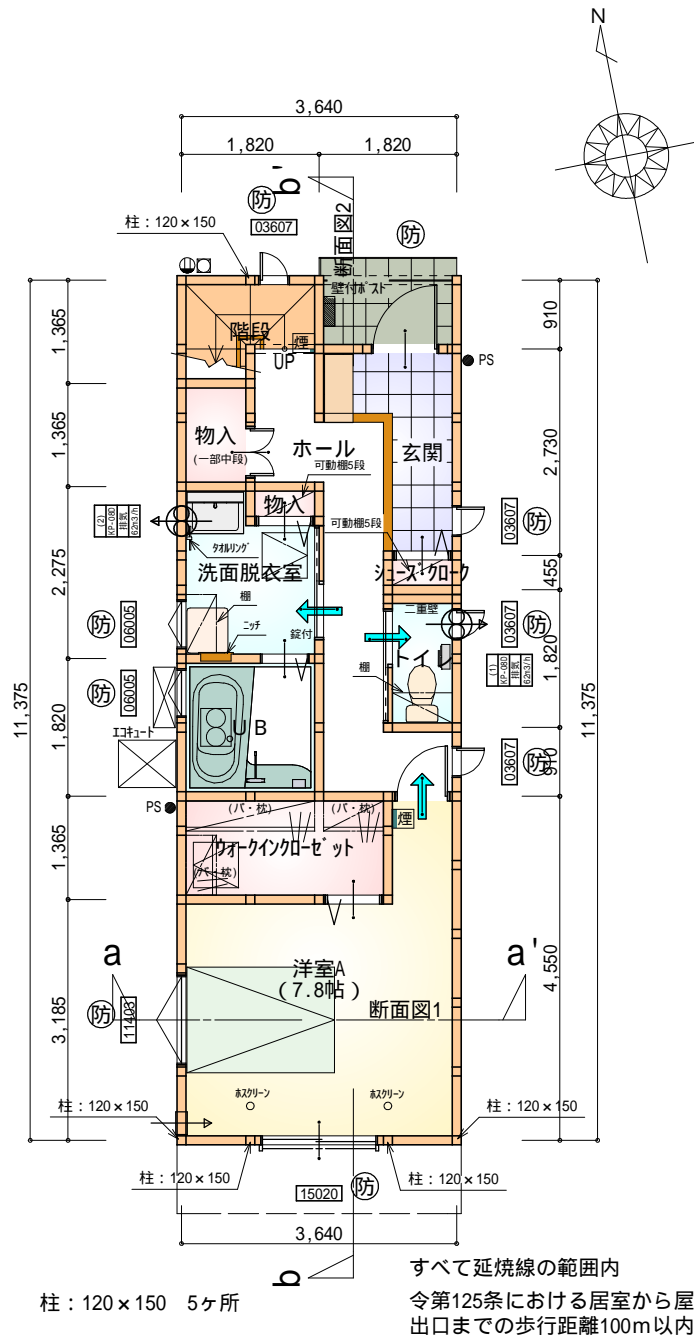 N
3,640
1,820
1,820
b'
断面図2
防
03607
防
柱：120×150
壁付ポスト
階段
煙
UP
PS
1,365
910
物入
(一部中段)
ホール
可動棚5段
玄関
1,365
2,730
物入
可動棚5段
(2)
KP-080
排気
62m3/h
タオルリング
03607
防
洗面脱衣室
シューズクローク
2,275
455
棚
ニッチ
錠付
二重壁
防
06005
03607
防
トイレ
棚
1,820
(1)
KP-080
排気
62m3/h
防
06005
UB
11,375
11,375
1,820
エコキュート
03607
防
910
PS
(パ・枕)
(パ・枕)
煙
ウォークインクローゼット
(パ・枕)
1,365
a
a'
洋室A
(7.8帖)
断面図1
4,550
防
11403
3,185
ホスクリーン
ホスクリーン
柱：120×150
柱：120×150
柱：120×150
柱：120×150
15020
防
3,640
b
すべて延焼線の範囲内
柱：120×150 5ヶ所
令第125条における居室から屋
出口までの歩行距離100m以内